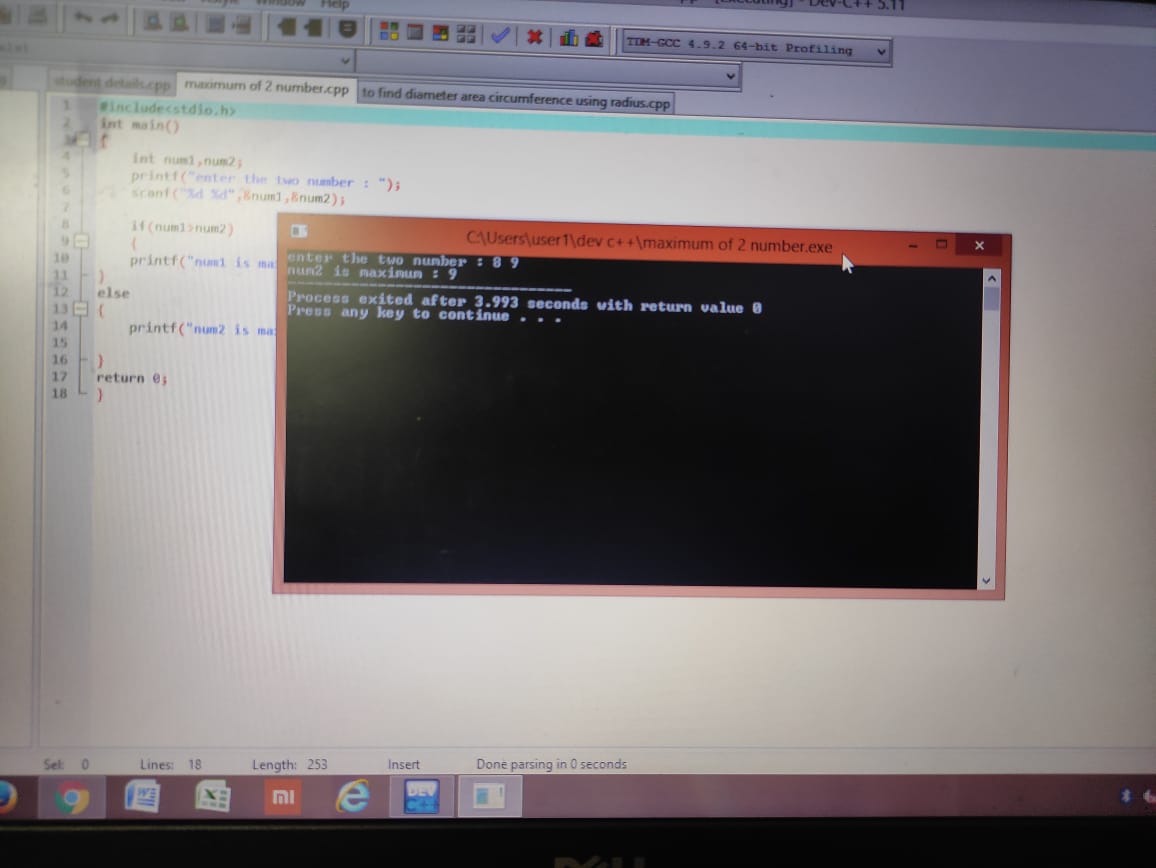 Window Help
Dev-C++ 5.11
TDM-GCC 4.9.2 64-bit Profiling
student details.cpp maximum of 2 number.cpp to find diameter area circumference using radius.cpp
1 #include<stdio.h>
2 int main()
{
4 int num1,num2;
5 printf("enter the two number : ");
6 scanf("%d %d",&num1,&num2);
7
8 if(num1>num2)
9 {
10 printf("num1 is
11 }
12 else
13 {
14 printf("num2 is
15
16 }
17 return 0;
18 }
C:\Users\user1\dev c++\maximum of 2 number.exe
enter the two number : 8 9
num2 is maximum : 9
--------------------------------
Process exited after 3.993 seconds with return value 0
Press any key to continue . . .
Sel: 0 Lines: 18 Length: 253 Insert Done parsing in 0 seconds
mi DEV C++
DELL